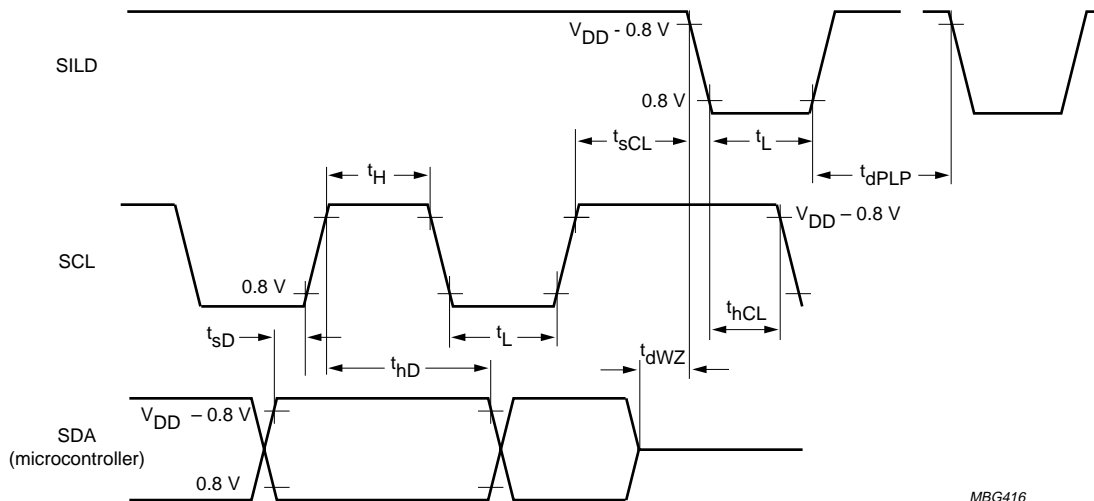 V_DD - 0.8 V
SILD
0.8 V
t_sCL
t_L
t_dPLP
t_H
V_DD – 0.8 V
SCL
0.8 V
t_hCL
t_sD
t_L
t_dWZ
t_hD
V_DD – 0.8 V
SDA
(microcontroller)
0.8 V
MBG416